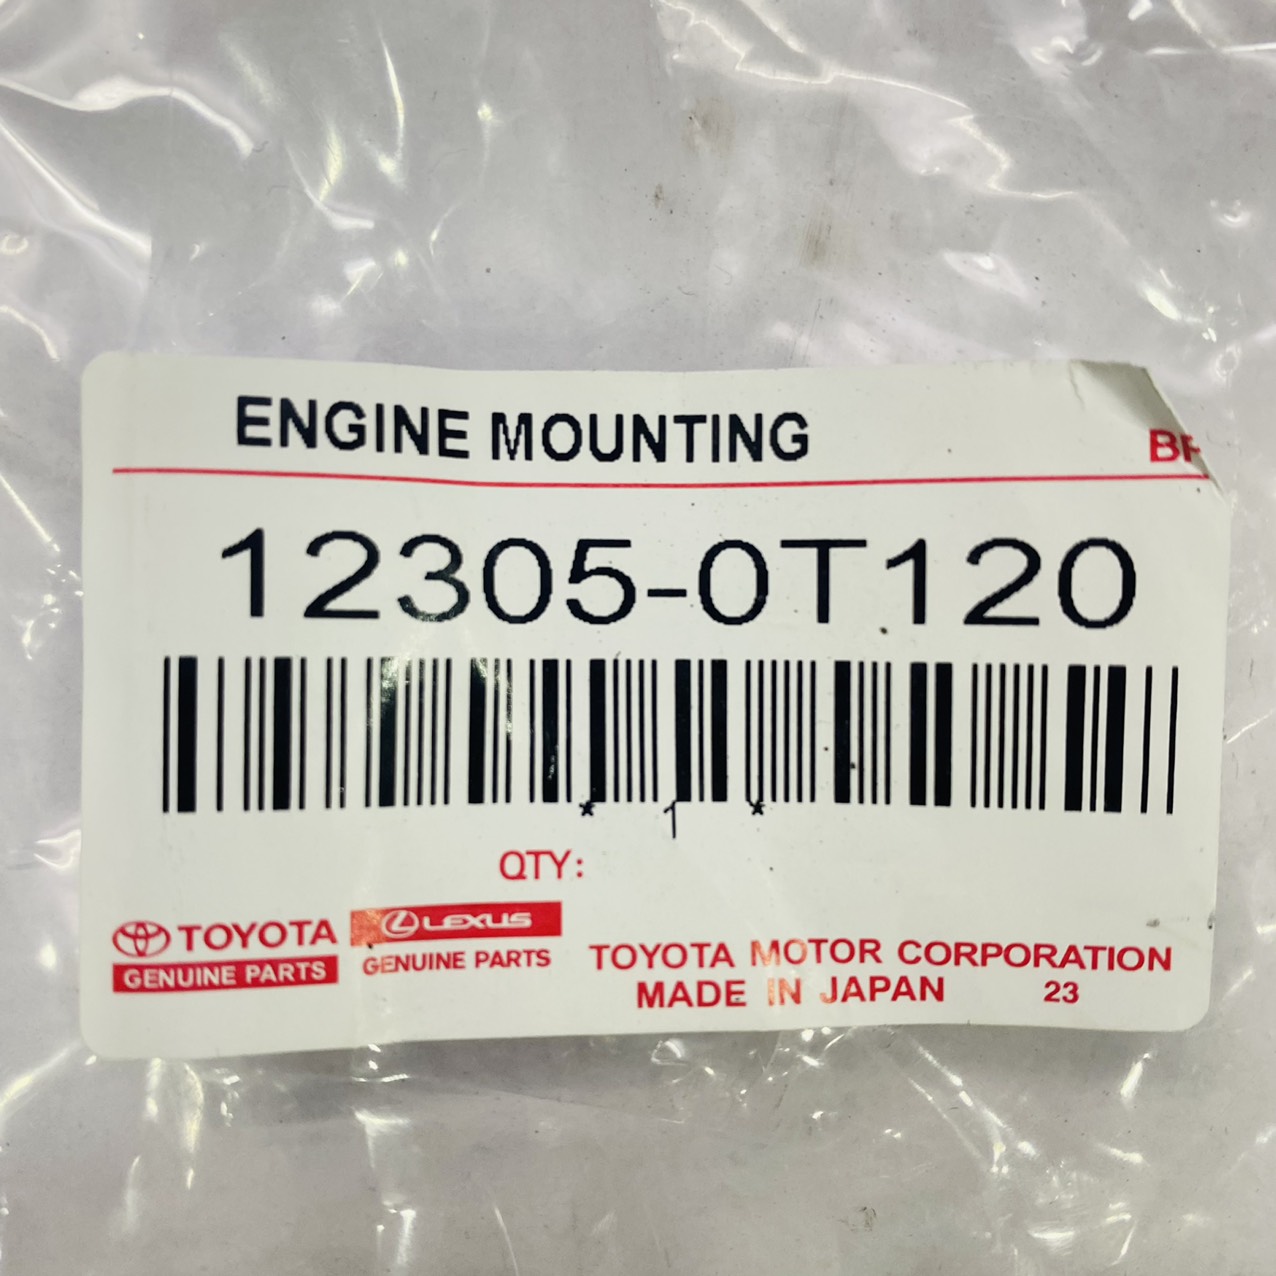 ENGINE MOUNTING
12305-0T120
* 1 *
QTY:
TOYOTA
GENUINE PARTS
LEXUS
GENUINE PARTS
TOYOTA MOTOR CORPORATION
MADE IN JAPAN 23